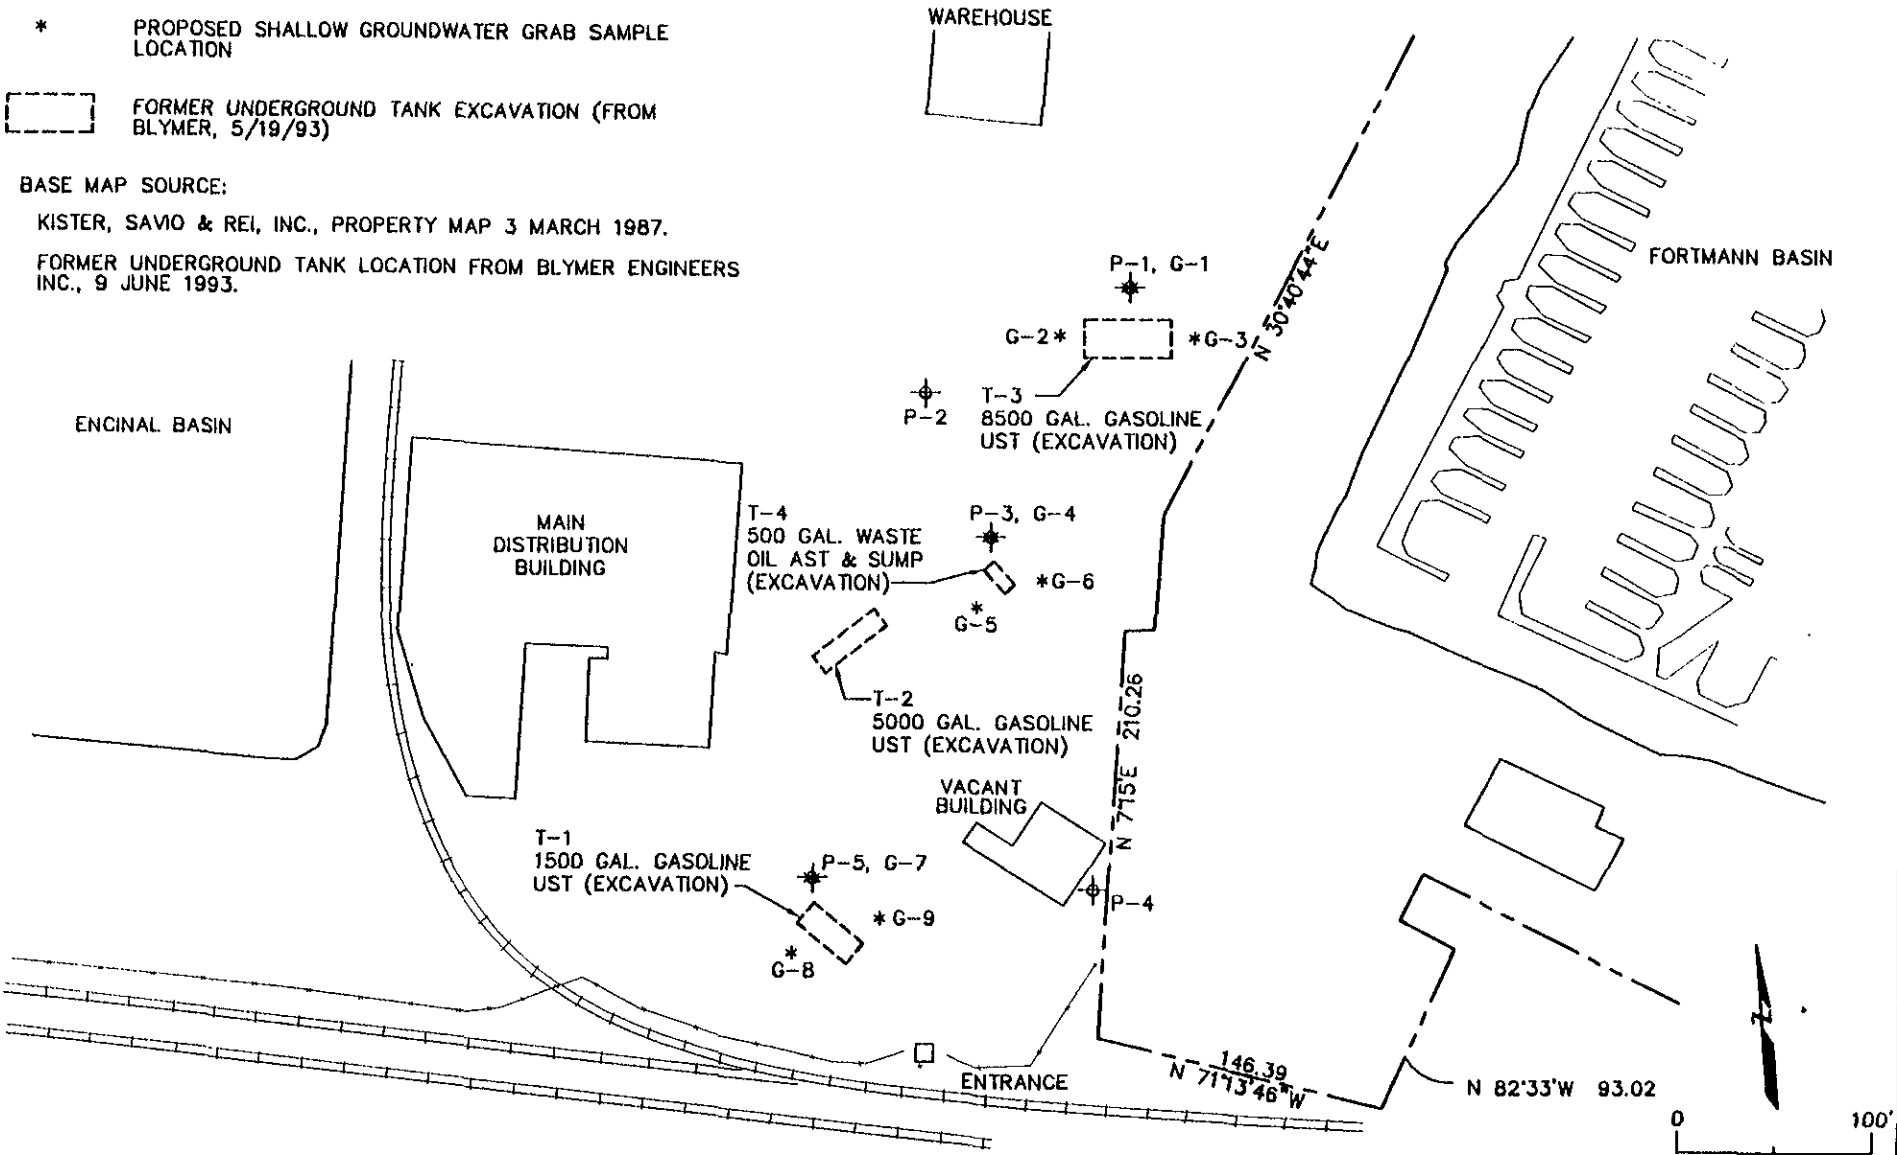 * PROPOSED SHALLOW GROUNDWATER GRAB SAMPLE
LOCATION
FORMER UNDERGROUND TANK EXCAVATION (FROM
BLYMER, 5/19/93)
BASE MAP SOURCE:
KISTER, SAVIO & REI, INC., PROPERTY MAP 3 MARCH 1987.
FORMER UNDERGROUND TANK LOCATION FROM BLYMER ENGINEERS
INC., 9 JUNE 1993.
WAREHOUSE
FORTMANN BASIN
P-1, G-1
G-2*
*G-3
N 30°40'44"E
P-2
T-3
8500 GAL. GASOLINE
UST (EXCAVATION)
ENCINAL BASIN
MAIN
DISTRIBUTION
BUILDING
T-4
500 GAL. WASTE
OIL AST & SUMP
(EXCAVATION)
P-3, G-4
*G-6
*
G-5
T-2
5000 GAL. GASOLINE
UST (EXCAVATION)
N 7°15'E 210.26
VACANT
BUILDING
T-1
1500 GAL. GASOLINE
UST (EXCAVATION)
P-5, G-7
P-4
*G-9
*
G-8
ENTRANCE
146.39
N 71°13'46"W
N 82°33'W 93.02
Z
0 100'